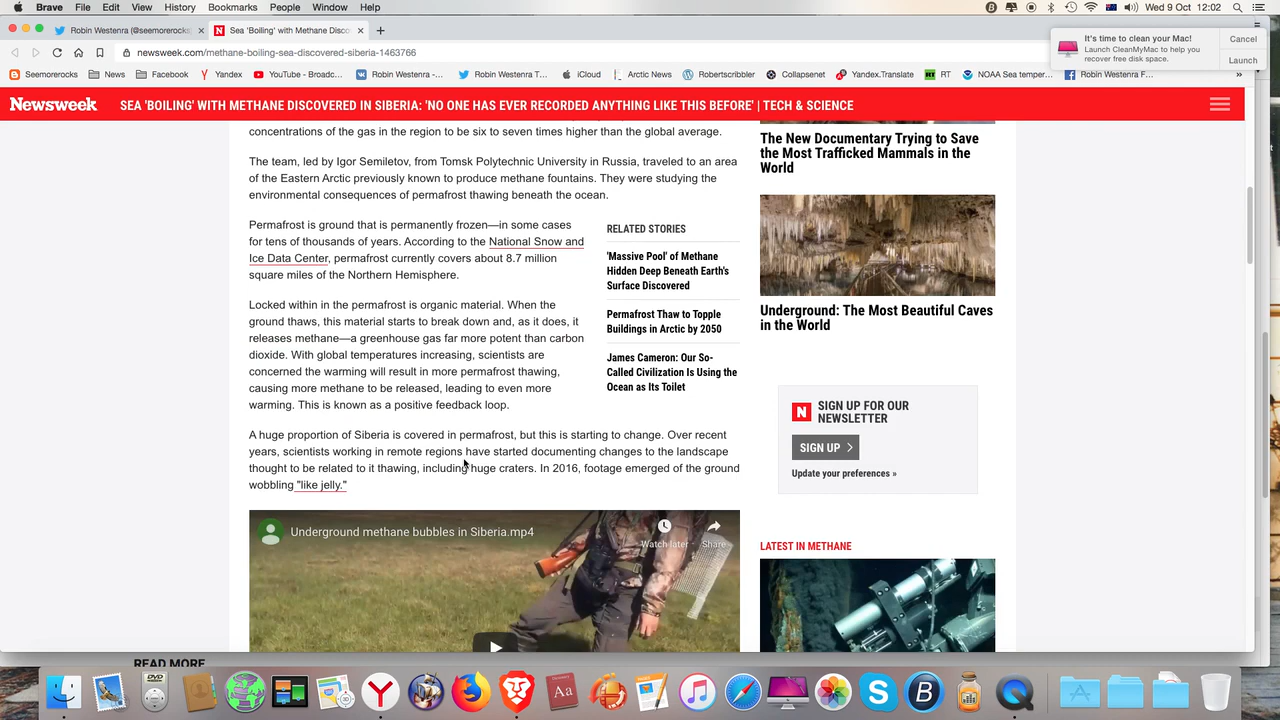 Brave File Edit View History Bookmarks People Window Help
Wed 9 Oct 12:02
Robin Westenra (@seemorerocks
Sea 'Boiling' with Methane Disco
newsweek.com/methane-boiling-sea-discovered-siberia-1463766
It's time to clean your Mac!
Launch CleanMyMac to help you
recover free disk space.
Cancel
Launch
Seemorerocks News Facebook Yandex YouTube - Broadc... Robin Westenra -... Robin Westenra T... iCloud Arctic News Robertscribbler Collapsenet Yandex.Translate RT NOAA Sea temper... Robin Westenra F... »
Newsweek SEA 'BOILING' WITH METHANE DISCOVERED IN SIBERIA: 'NO ONE HAS EVER RECORDED ANYTHING LIKE THIS BEFORE' | TECH & SCIENCE
concentrations of the gas in the region to be six to seven times higher than the global average.
The team, led by Igor Semiletov, from Tomsk Polytechnic University in Russia, traveled to an area
of the Eastern Arctic previously known to produce methane fountains. They were studying the
environmental consequences of permafrost thawing beneath the ocean.
Permafrost is ground that is permanently frozen—in some cases
for tens of thousands of years. According to the National Snow and
Ice Data Center, permafrost currently covers about 8.7 million
square miles of the Northern Hemisphere.
Locked within in the permafrost is organic material. When the
ground thaws, this material starts to break down and, as it does, it
releases methane—a greenhouse gas far more potent than carbon
dioxide. With global temperatures increasing, scientists are
concerned the warming will result in more permafrost thawing,
causing more methane to be released, leading to even more
warming. This is known as a positive feedback loop.
RELATED STORIES
'Massive Pool' of Methane
Hidden Deep Beneath Earth's
Surface Discovered
Permafrost Thaw to Topple
Buildings in Arctic by 2050
James Cameron: Our So-
Called Civilization Is Using the
Ocean as Its Toilet
A huge proportion of Siberia is covered in permafrost, but this is starting to change. Over recent
years, scientists working in remote regions have started documenting changes to the landscape
thought to be related to it thawing, including huge craters. In 2016, footage emerged of the ground
wobbling "like jelly."
Underground methane bubbles in Siberia.mp4
Watch later
Share
The New Documentary Trying to Save
the Most Trafficked Mammals in the
World
Underground: The Most Beautiful Caves
in the World
N SIGN UP FOR OUR
NEWSLETTER
SIGN UP
Update your preferences »
LATEST IN METHANE
READ MORE